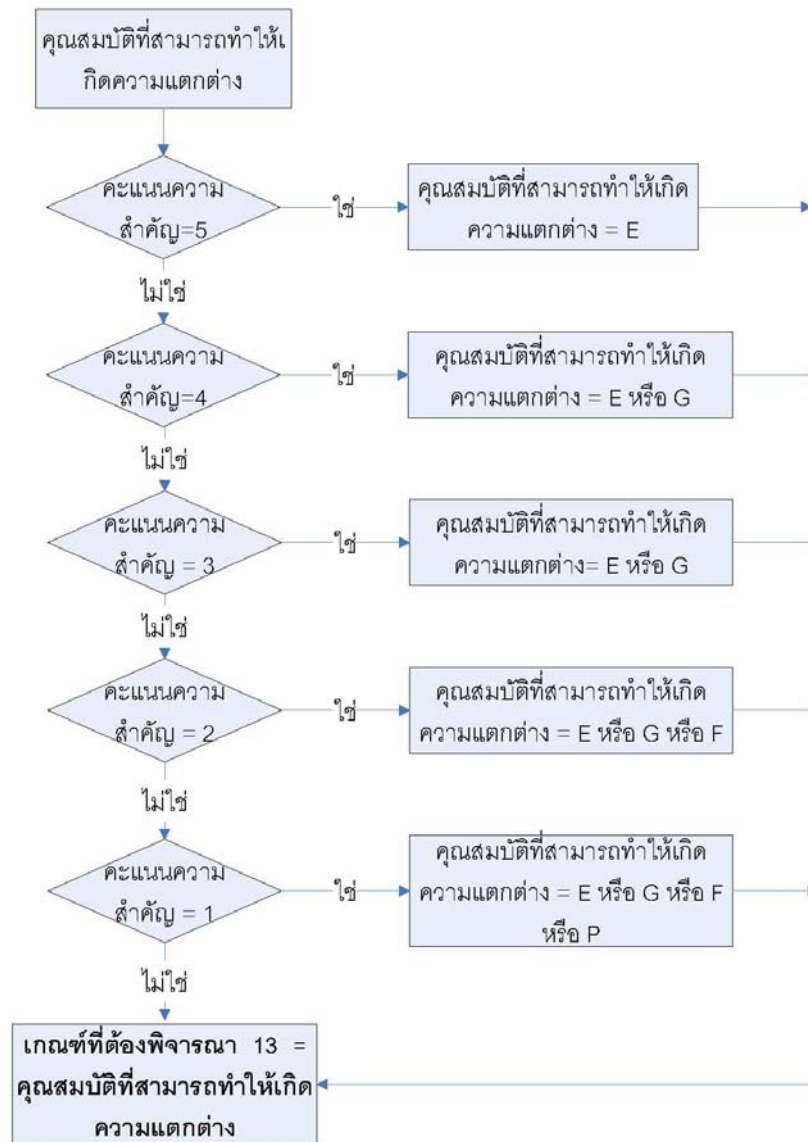 คุณสมบัติที่สามารถทำให้เ
กิดความแตกต่าง
คะแนนความ
สำคัญ=5
ใช่
คุณสมบัติที่สามารถทำให้เกิด
ความแตกต่าง = E
ไม่ใช่
คะแนนความ
สำคัญ=4
ใช่
คุณสมบัติที่สามารถทำให้เกิด
ความแตกต่าง = E หรือ G
ไม่ใช่
คะแนนความ
สำคัญ = 3
ใช่
คุณสมบัติที่สามารถทำให้เกิด
ความแตกต่าง= E หรือ G
ไม่ใช่
คะแนนความ
สำคัญ = 2
ใช่
คุณสมบัติที่สามารถทำให้เกิด
ความแตกต่าง = E หรือ G หรือ F
ไม่ใช่
คะแนนความ
สำคัญ = 1
ใช่
คุณสมบัติที่สามารถทำให้เกิด
ความแตกต่าง = E หรือ G หรือ F
หรือ P
ไม่ใช่
เกณฑ์ที่ต้องพิจารณา 13 =
คุณสมบัติที่สามารถทำให้เกิด
ความแตกต่าง